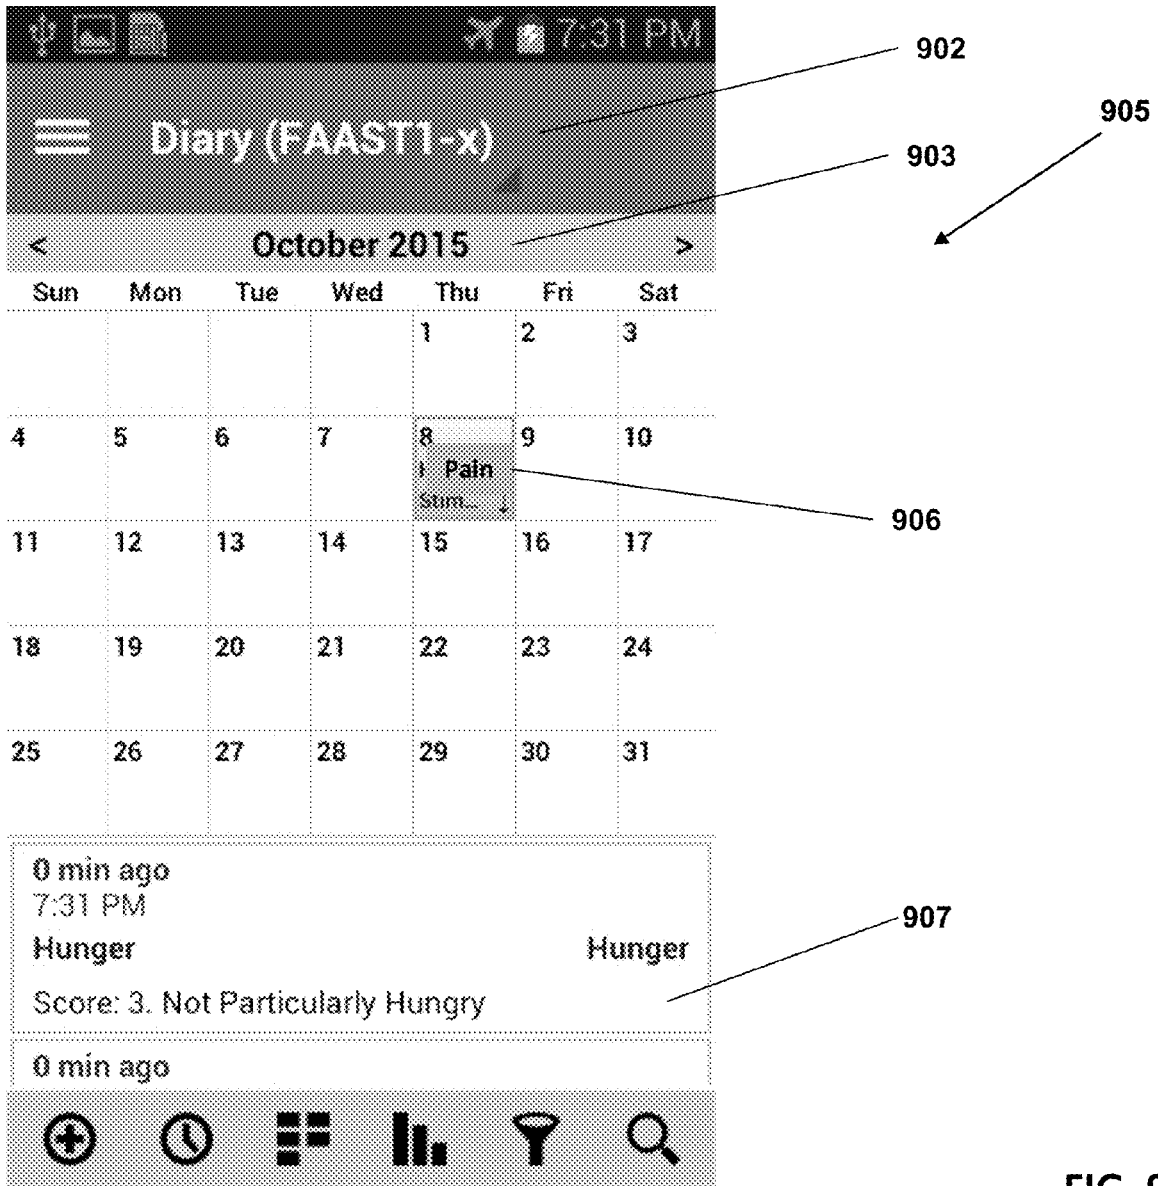 7:31 PM
902
905
Diary (FAAST1-x)
903
< October 2015 >
Sun Mon Tue Wed Thu Fri Sat
1 2 3
4 5 6 7 8 9 10
Pain
Stim...
906
11 12 13 14 15 16 17
18 19 20 21 22 23 24
25 26 27 28 29 30 31
0 min ago
7:31 PM
907
Hunger Hunger
Score: 3. Not Particularly Hungry
0 min ago
FIG.